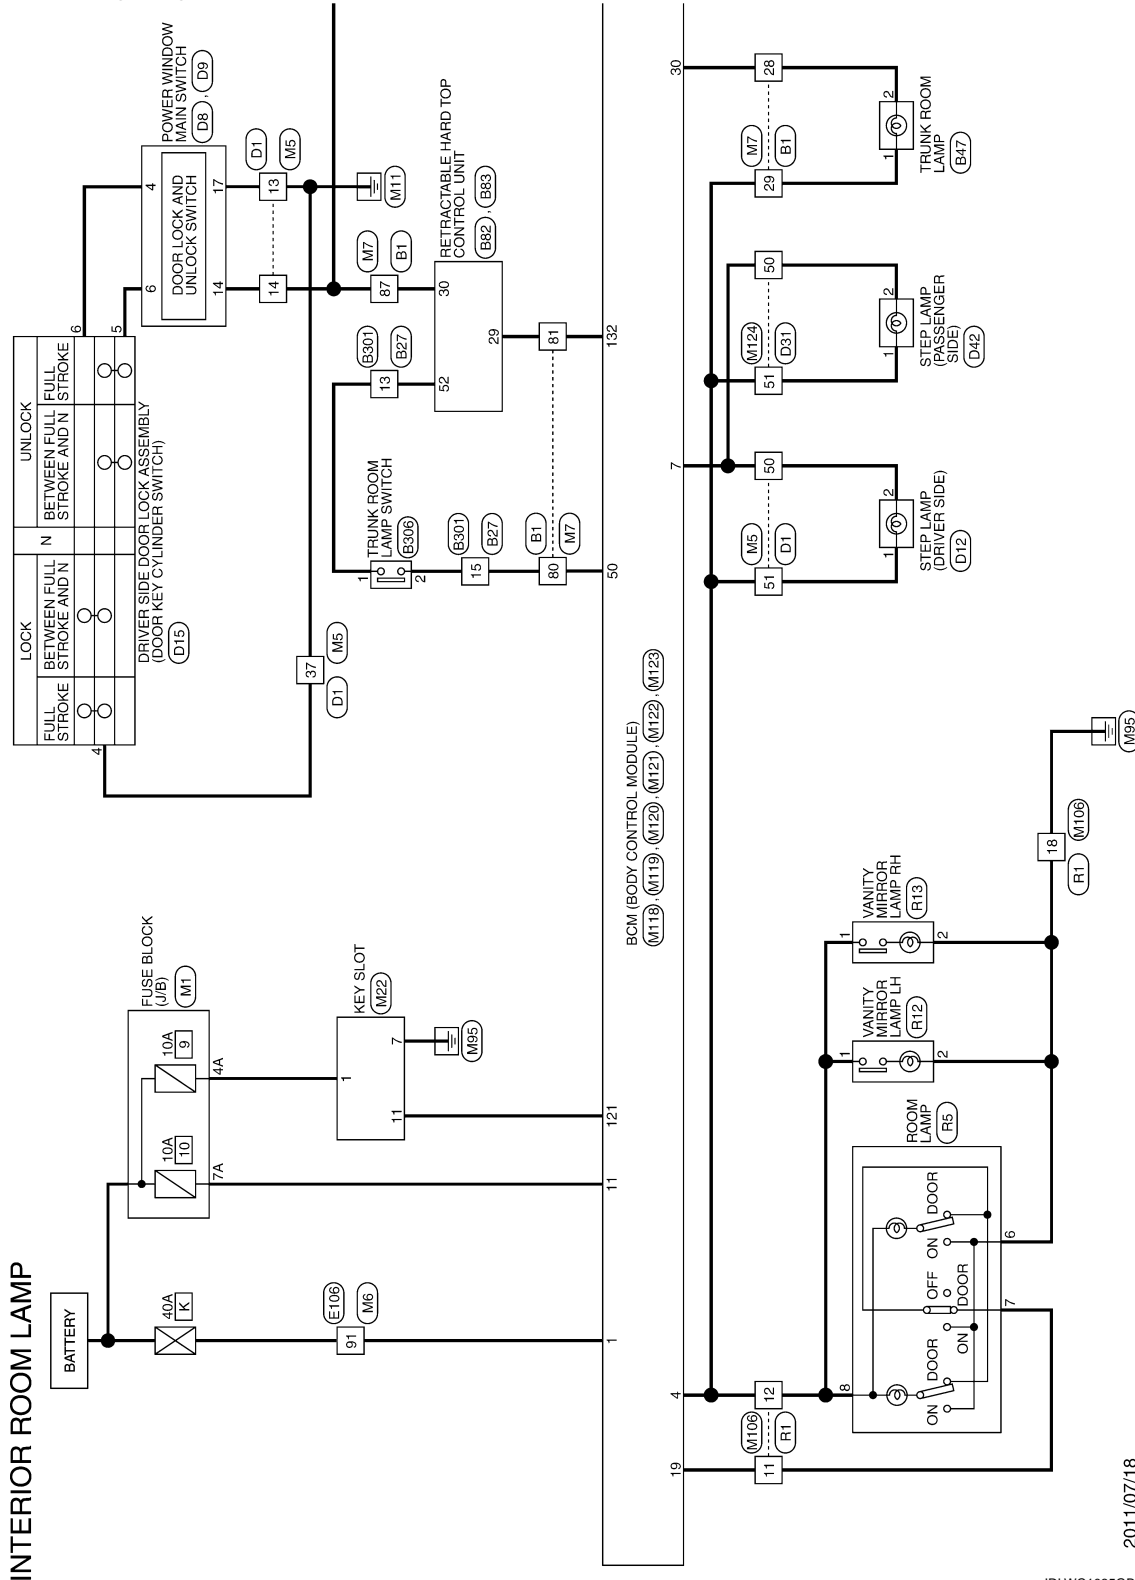 INTERIOR ROOM LAMP
BATTERY
40A
K
E106
91
M6
1
FUSE BLOCK
(J/B)
M1
10A
10
10A
9
7A
4A
KEY SLOT
M22
1
11
7
M95
11
121
LOCK
N
UNLOCK
FULL
STROKE
BETWEEN FULL
STROKE AND N
BETWEEN FULL
STROKE AND N
FULL
STROKE
4
6
5
DRIVER SIDE DOOR LOCK ASSEMBLY
(DOOR KEY CYLINDER SWITCH)
D15
37
D1
M5
POWER WINDOW
MAIN SWITCH
D8 , D9
6
4
DOOR LOCK AND
UNLOCK SWITCH
14
17
14
13
D1
M5
M11
87
M7
B1
RETRACTABLE HARD TOP
CONTROL UNIT
B82 , B83
52
30
29
13
B301
B27
TRUNK ROOM
LAMP SWITCH
B306
1
2
15
B301
B27
80
B1
M7
81
50
132
BCM (BODY CONTROL MODULE)
M118 , M119 , M120 , M121 , M122 , M123
19
4
7
30
11
12
M106
R1
ROOM
LAMP
R5
8
ON
DOOR
ON
DOOR
OFF
ON
DOOR
7
6
VANITY
MIRROR
LAMP LH
R12
1
2
VANITY
MIRROR
LAMP RH
R13
1
2
18
R1
M106
M95
51
50
M5
D1
1
2
STEP LAMP
(DRIVER SIDE)
D12
51
50
M124
D31
1
2
STEP LAMP
(PASSENGER
SIDE)
D42
29
28
M7
B1
1
2
TRUNK ROOM
LAMP
B47
2011/07/18